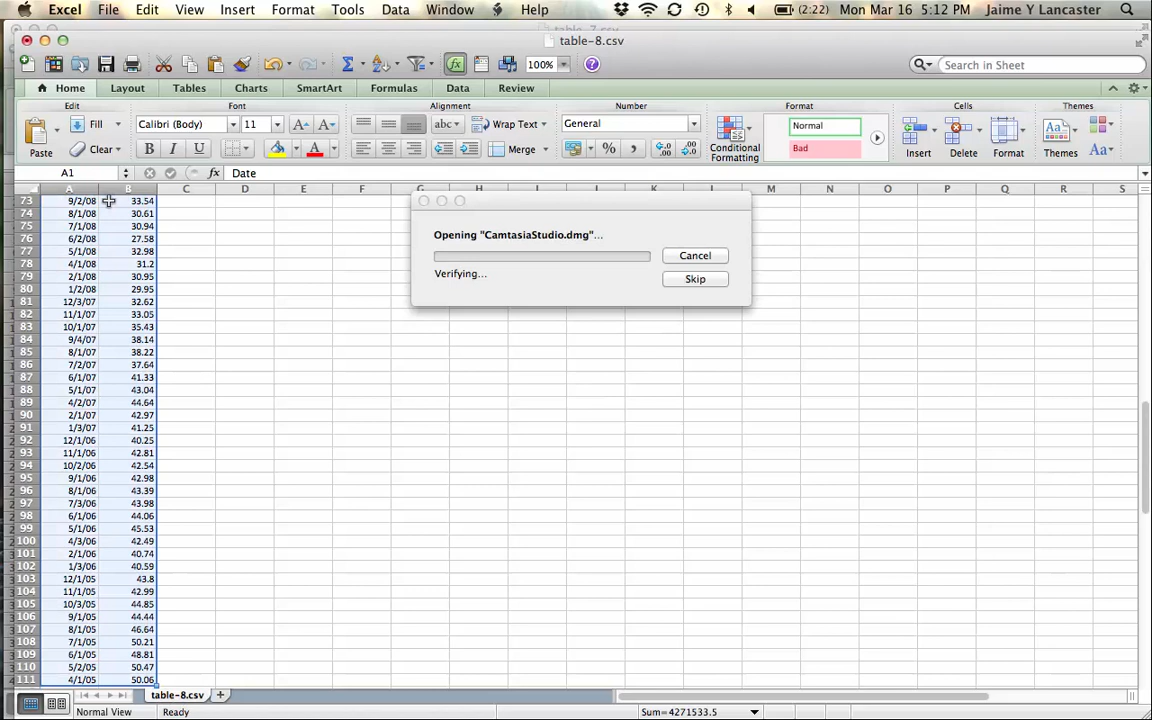 Excel File Edit View Insert Format Tools Data Window Help (2:22) Mon Mar 16 5:12 PM Jaime Y Lancaster
table-8.csv
100% Search in Sheet
Home Layout Tables Charts SmartArt Formulas Data Review
Edit Font Alignment Number Format Cells Themes
Fill Calibri (Body) 11 abc Wrap Text General Normal
Paste Clear B I U Merge % Conditional Formatting Bad Insert Delete Format Themes Aa
A1 fx Date
A B C D E F G H I J K L M N O P Q R S
73 9/2/08 33.54
74 8/1/08 30.61
75 7/1/08 30.94
76 6/2/08 27.58
77 5/1/08 32.98
78 4/1/08 31.2
79 2/1/08 30.95
80 1/2/08 29.95
81 12/3/07 32.62
82 11/1/07 33.05
83 10/1/07 35.43
84 9/4/07 38.14
85 8/1/07 38.22
86 7/2/07 37.64
87 6/1/07 41.33
88 5/1/07 43.04
89 4/2/07 44.64
90 2/1/07 42.97
91 1/3/07 41.25
92 12/1/06 40.25
93 11/1/06 42.81
94 10/2/06 42.54
95 9/1/06 42.98
96 8/1/06 43.39
97 7/3/06 43.98
98 6/1/06 44.06
99 5/1/06 45.53
100 4/3/06 42.49
101 2/1/06 40.74
102 1/3/06 40.59
103 12/1/05 43.8
104 11/1/05 42.99
105 10/3/05 44.85
106 9/1/05 44.44
107 8/1/05 46.64
108 7/1/05 50.21
109 6/1/05 48.81
110 5/2/05 50.47
111 4/1/05 50.06
Opening "CamtasiaStudio.dmg"...
Cancel
Verifying...
Skip
table-8.csv
Normal View Ready Sum=4271533.5